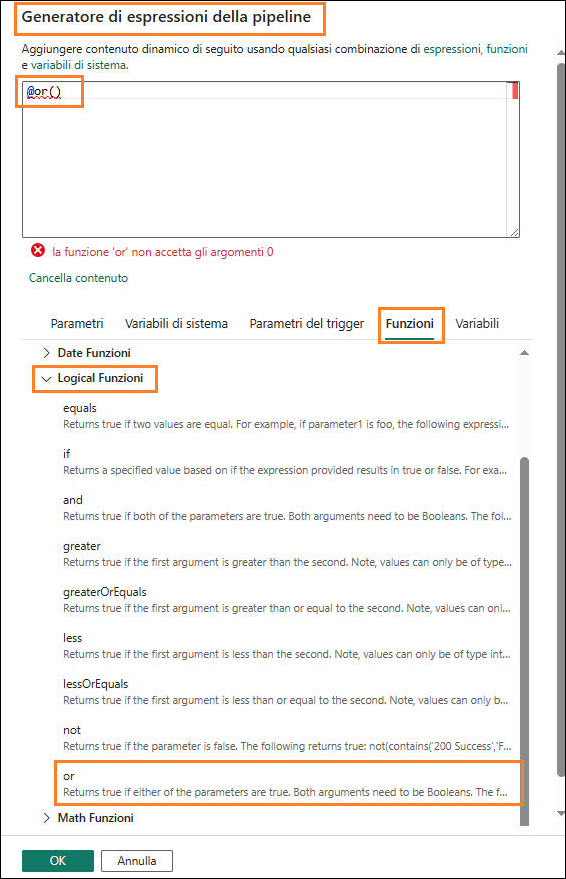 Generatore di espressioni della pipeline
Aggiungere contenuto dinamico di seguito usando qualsiasi combinazione di espressioni, funzioni
e variabili di sistema.
@or()
la funzione 'or' non accetta gli argomenti 0
Cancella contenuto
Parametri Variabili di sistema Parametri del trigger Funzioni Variabili
Date Funzioni
Logical Funzioni
equals
Returns true if two values are equal. For example, if parameter1 is foo, the following expressi...
if
Returns a specified value based on if the expression provided results in true or false. For exa...
and
Returns true if both of the parameters are true. Both arguments need to be Booleans. The fol...
greater
Returns true if the first argument is greater than the second. Note, values can only be of type...
greaterOrEquals
Returns true if the first argument is greater than or equal to the second. Note, values can onl...
less
Returns true if the first argument is less than the second. Note, values can only be of type int...
lessOrEquals
Returns true if the first argument is less than or equal to the second. Note, values can only b...
not
Returns true if the parameter is false. The following returns true: not(contains('200 Success','F...
or
Returns true if either of the parameters are true. Both arguments need to be Booleans. The f...
Math Funzioni
OK Annulla